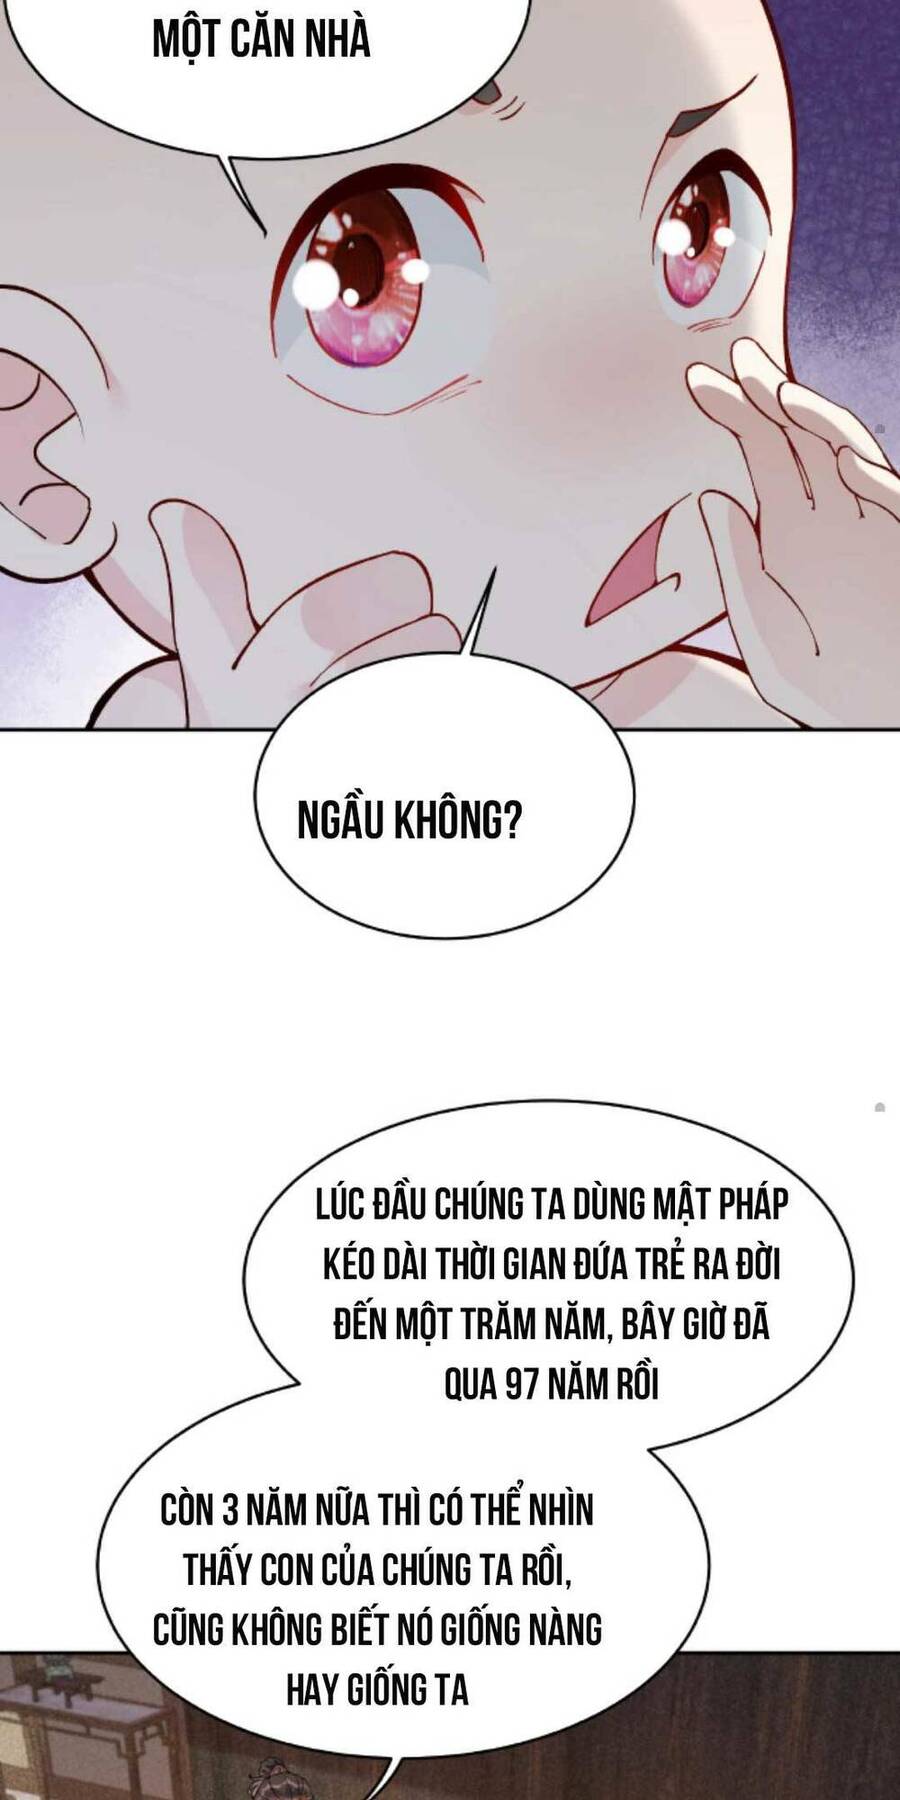 MỘT CĂN NHÀ
NGẦU KHÔNG?
LÚC ĐẦU CHÚNG TA DÙNG MẬT PHÁP
KÉO DÀI THỜI GIAN ĐỨA TRẺ RA ĐỜI
ĐẾN MỘT TRĂM NĂM, BÂY GIỜ ĐÃ
QUA 97 NĂM RỒI
CÒN 3 NĂM NỮA THÌ CÓ THỂ NHÌN
THẤY CON CỦA CHÚNG TA RỒI,
CŨNG KHÔNG BIẾT NÓ GIỐNG NÀNG
HAY GIỐNG TA